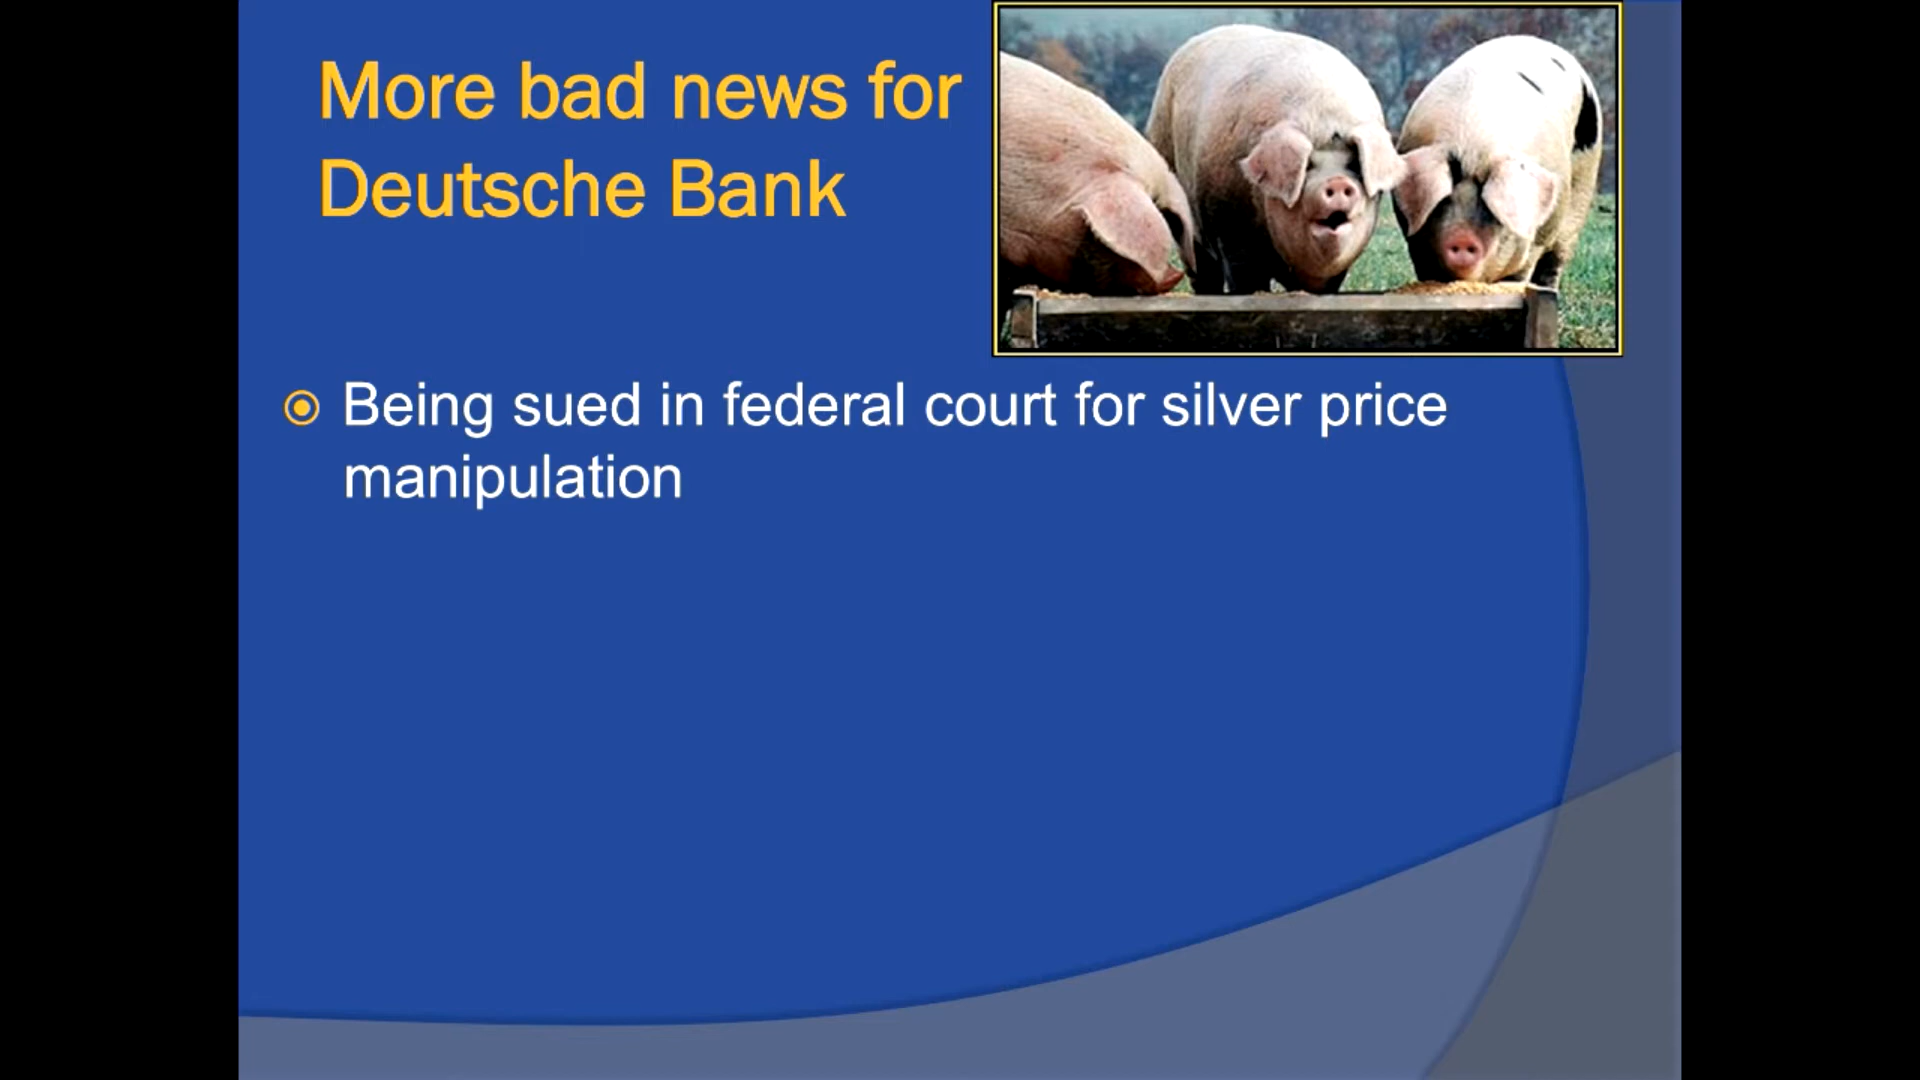 More bad news for
Deutsche Bank
Being sued in federal court for silver price
manipulation